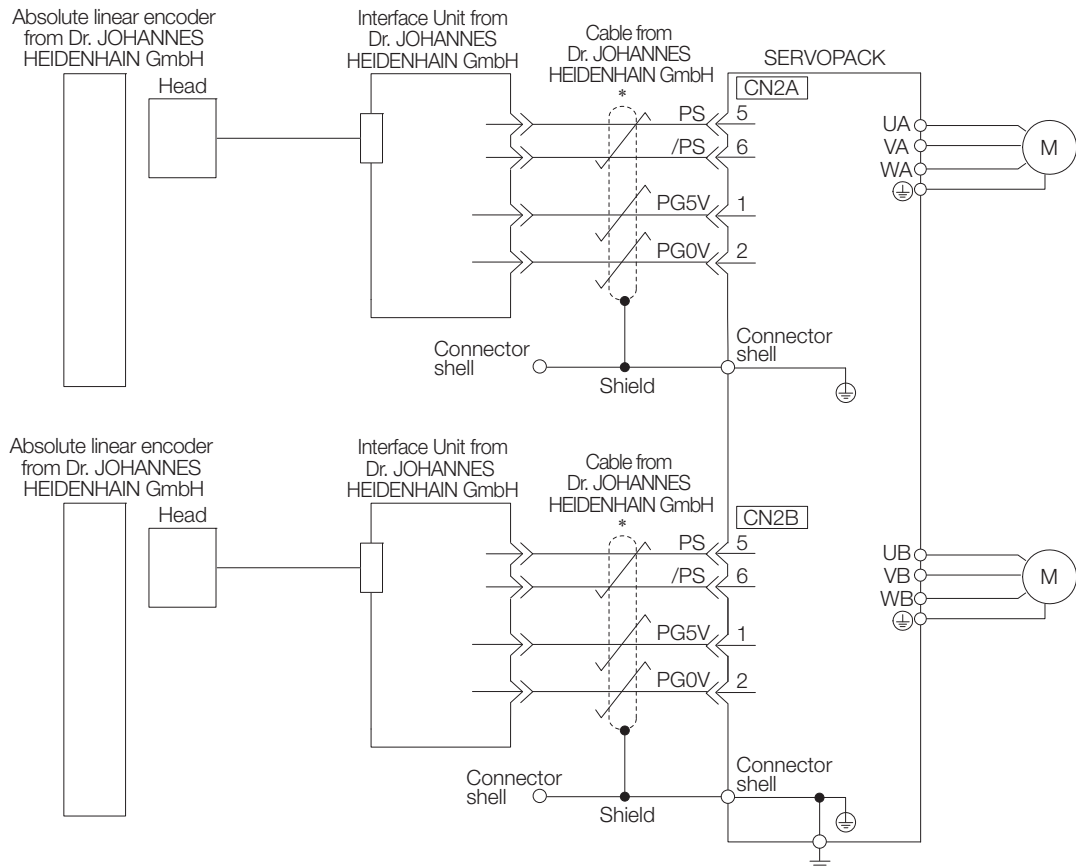 Absolute linear encoder
from Dr. JOHANNES
HEIDENHAIN GmbH
Head
Interface Unit from
Dr. JOHANNES
HEIDENHAIN GmbH
Cable from
Dr. JOHANNES
HEIDENHAIN GmbH
*
SERVOPACK
CN2A
PS 5
/PS 6
PG5V 1
PG0V 2
UA
VA
WA
M
Connector
shell
Shield
Connector
shell
Absolute linear encoder
from Dr. JOHANNES
HEIDENHAIN GmbH
Head
Interface Unit from
Dr. JOHANNES
HEIDENHAIN GmbH
Cable from
Dr. JOHANNES
HEIDENHAIN GmbH
*
CN2B
PS 5
/PS 6
PG5V 1
PG0V 2
UB
VB
WB
M
Connector
shell
Shield
Connector
shell